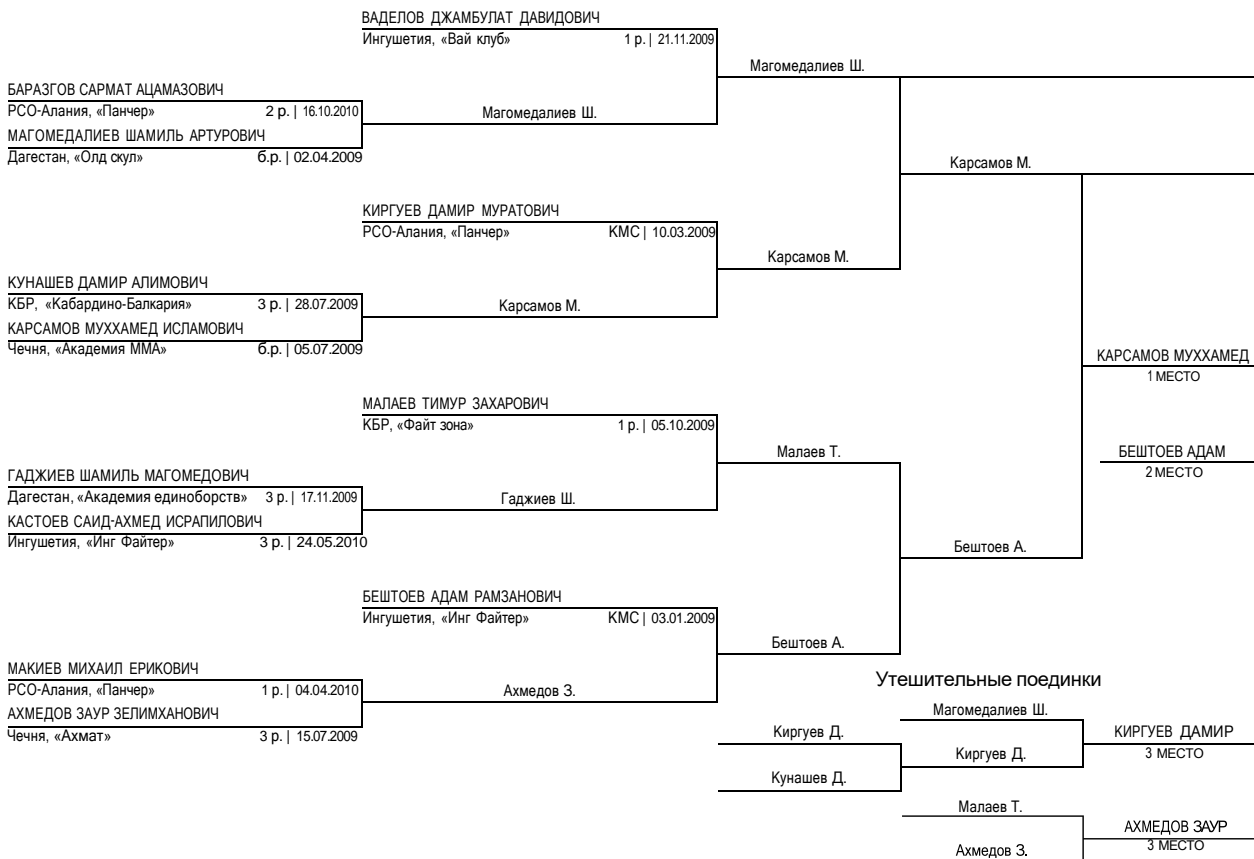 ВАДЕЛОВ ДЖАМБУЛАТ ДАВИДОВИЧ
Ингушетия, «Вай клуб» 1 р. | 21.11.2009
Магомедалиев Ш.
БАРАЗГОВ САРМАТ АЦАМАЗОВИЧ
РСО-Алания, «Панчер» 2 р. | 16.10.2010
Магомедалиев Ш.
МАГОМЕДАЛИЕВ ШАМИЛЬ АРТУРОВИЧ
Дагестан, «Олд скул» б.р. | 02.04.2009
Карсамов М.
КИРГУЕВ ДАМИР МУРАТОВИЧ
РСО-Алания, «Панчер» КМС | 10.03.2009
Карсамов М.
КУНАШЕВ ДАМИР АЛИМОВИЧ
КБР, «Кабардино-Балкария» 3 р. | 28.07.2009
Карсамов М.
КАРСАМОВ МУХХАМЕД ИСЛАМОВИЧ
Чечня, «Академия ММА» б.р. | 05.07.2009
КАРСАМОВ МУХХАМЕД
1 МЕСТО
МАЛАЕВ ТИМУР ЗАХАРОВИЧ
КБР, «Файт зона» 1 р. | 05.10.2009
Малаев Т.
БЕШТОЕВ АДАМ
2 МЕСТО
ГАДЖИЕВ ШАМИЛЬ МАГОМЕДОВИЧ
Дагестан, «Академия единоборств» 3 р. | 17.11.2009
Гаджиев Ш.
КАСТОЕВ САИД-АХМЕД ИСРАПИЛОВИЧ
Ингушетия, «Инг Файтер» 3 р. | 24.05.2010
Бештоев А.
БЕШТОЕВ АДАМ РАМЗАНОВИЧ
Ингушетия, «Инг Файтер» КМС | 03.01.2009
Бештоев А.
МАКИЕВ МИХАИЛ ЕРИКОВИЧ
РСО-Алания, «Панчер» 1 р. | 04.04.2010
Ахмедов З.
АХМЕДОВ ЗАУР ЗЕЛИМХАНОВИЧ
Чечня, «Ахмат» 3 р. | 15.07.2009
Утешительные поединки
Магомедалиев Ш.
Киргуев Д.
КИРГУЕВ ДАМИР
3 МЕСТО
Киргуев Д.
Кунашев Д.
Малаев Т.
АХМЕДОВ ЗАУР
3 МЕСТО
Ахмедов З.